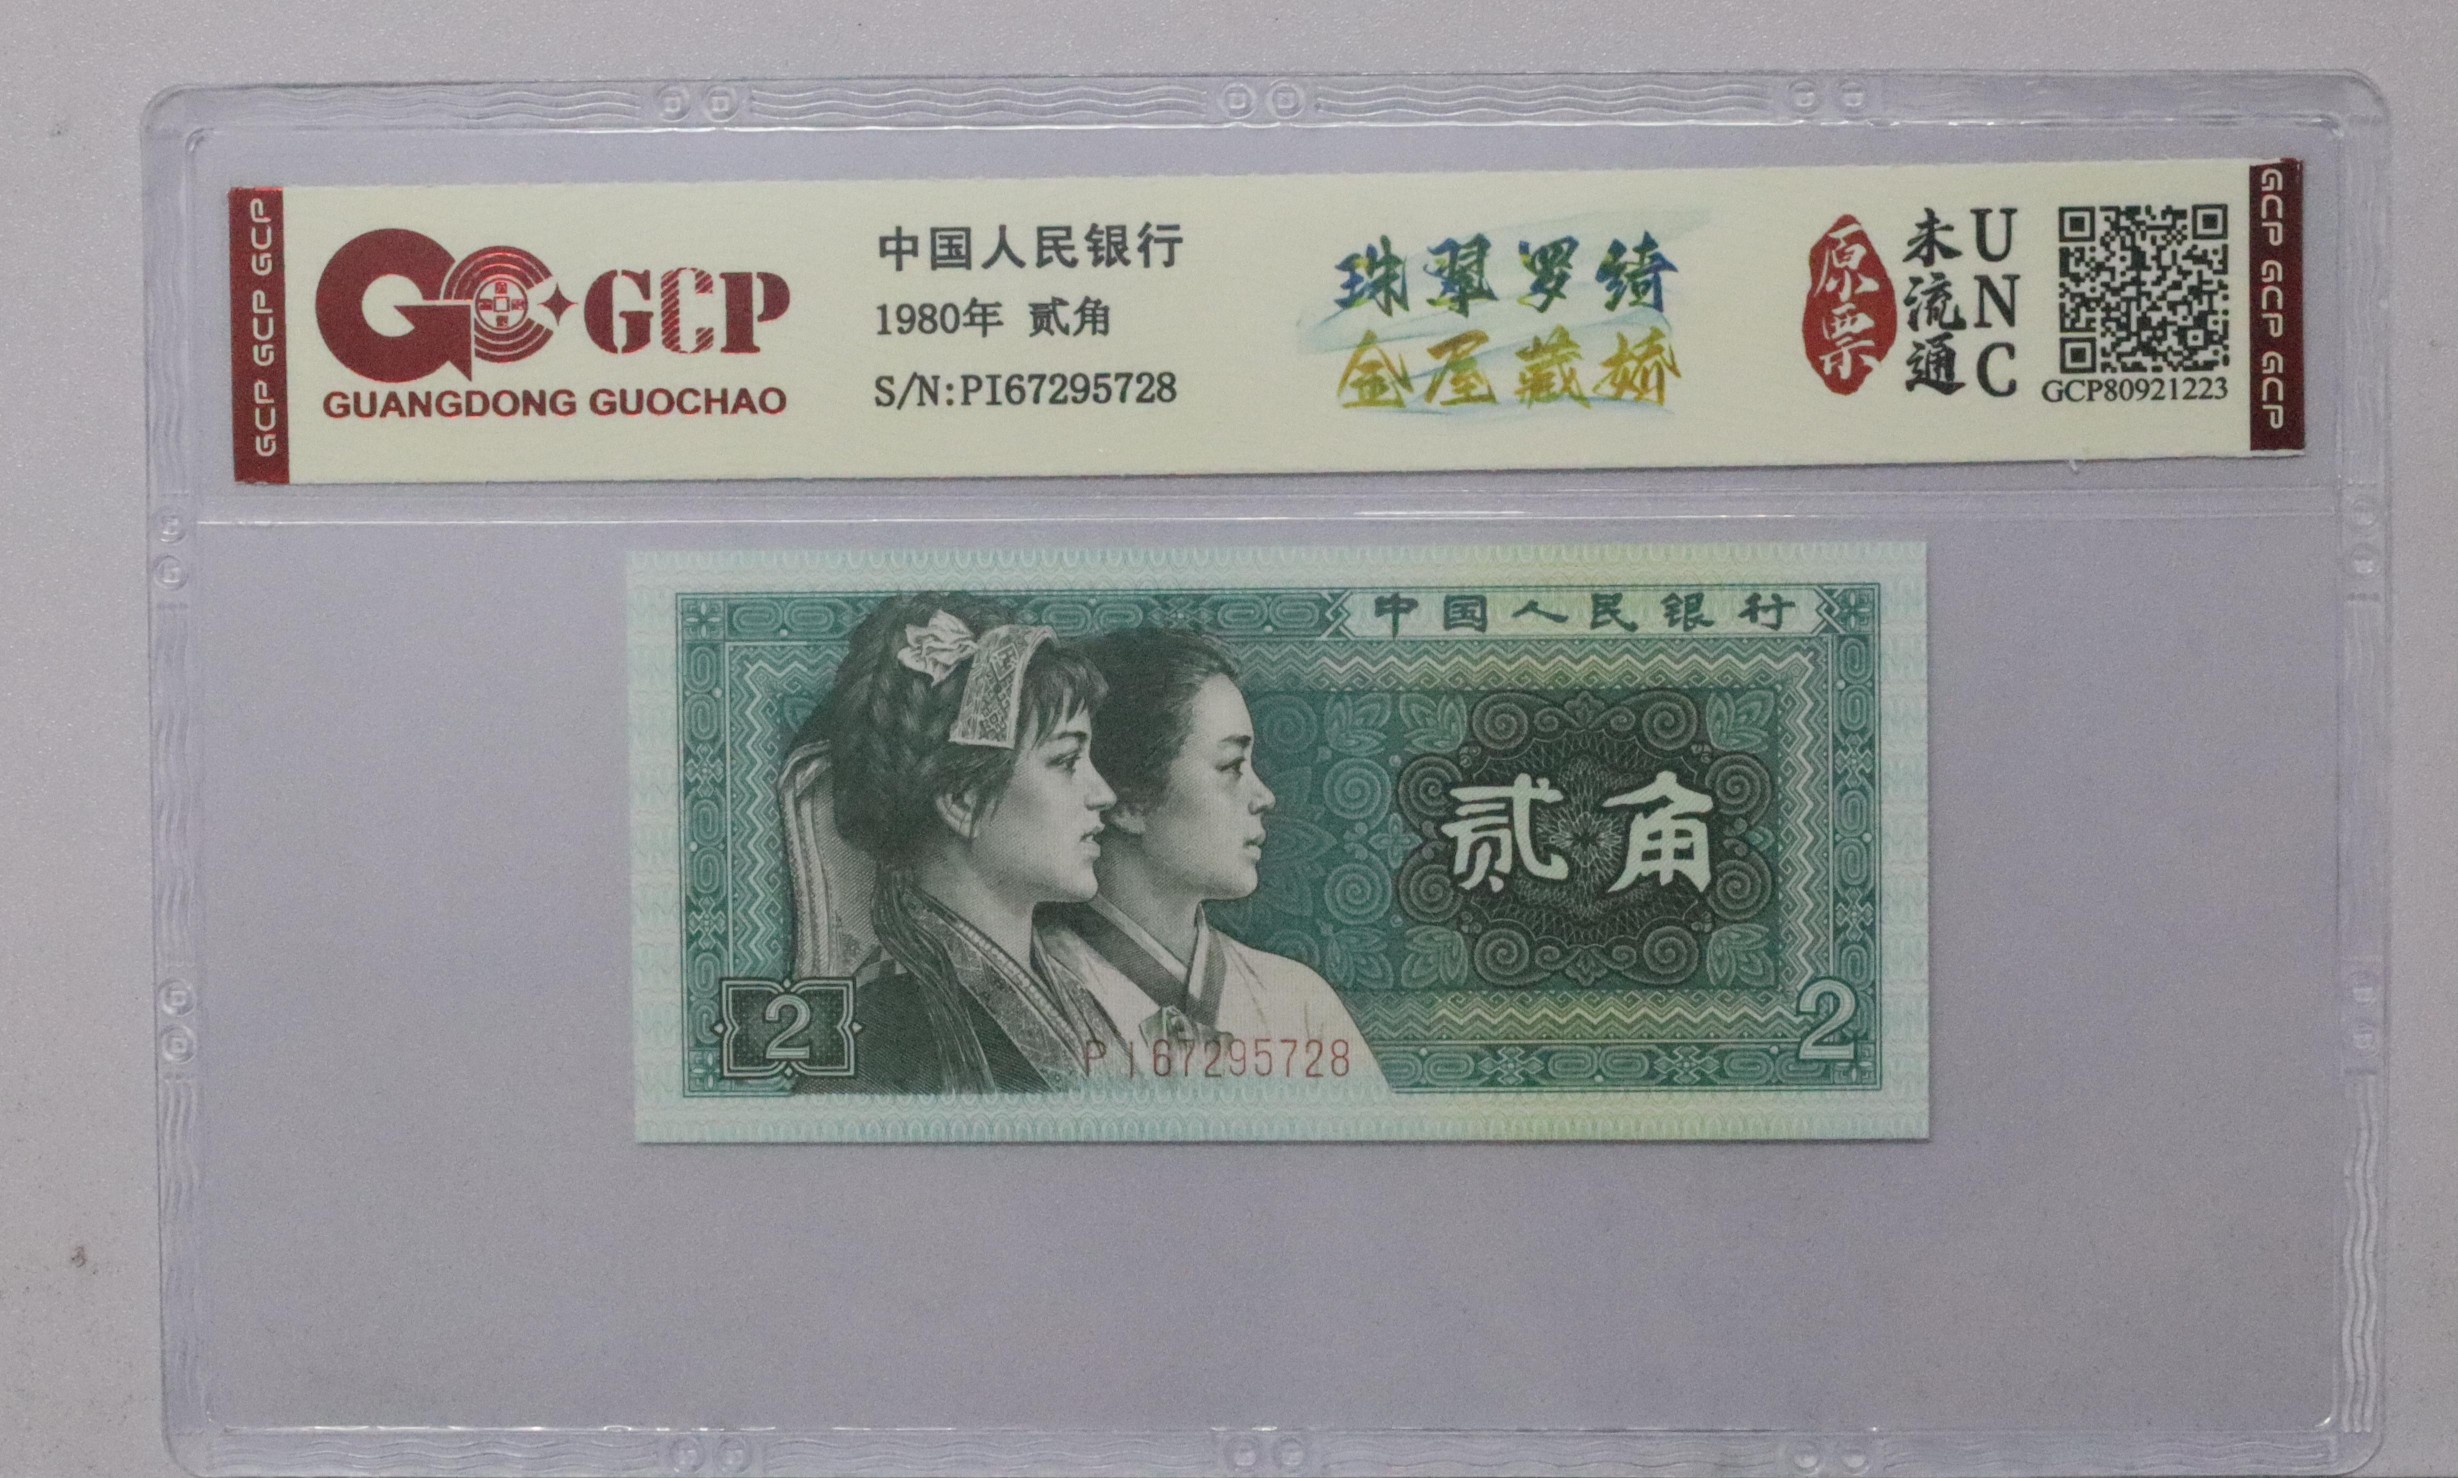 GCP GCP GCP
GCP
GUANGDONG GUOCHAO
中国人民银行
1980年 贰角
S/N:PI67295728
珠翠罗绮
金屋藏娇
原票
未流通
UNC
GCP80921223
GCP GCP GCP
中国人民银行
贰角
2
PI67295728
2